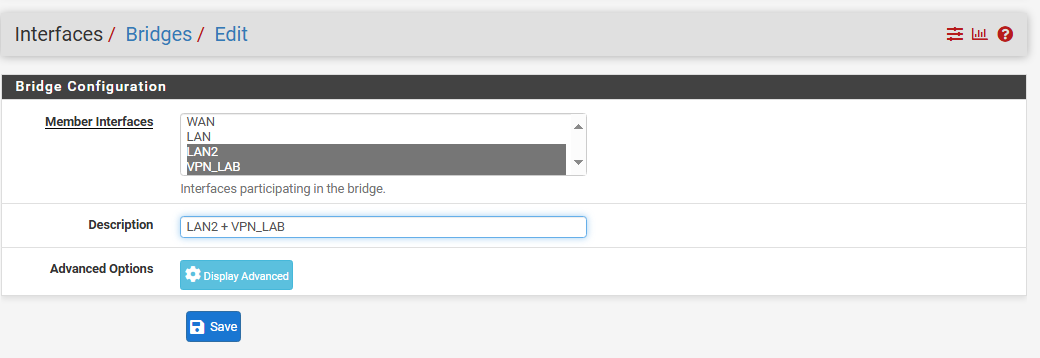 Interfaces / Bridges / Edit
Bridge Configuration
Member Interfaces
WAN
LAN
LAN2
VPN_LAB
Interfaces participating in the bridge.
Description
LAN2 + VPN_LAB
Advanced Options
Display Advanced
Save